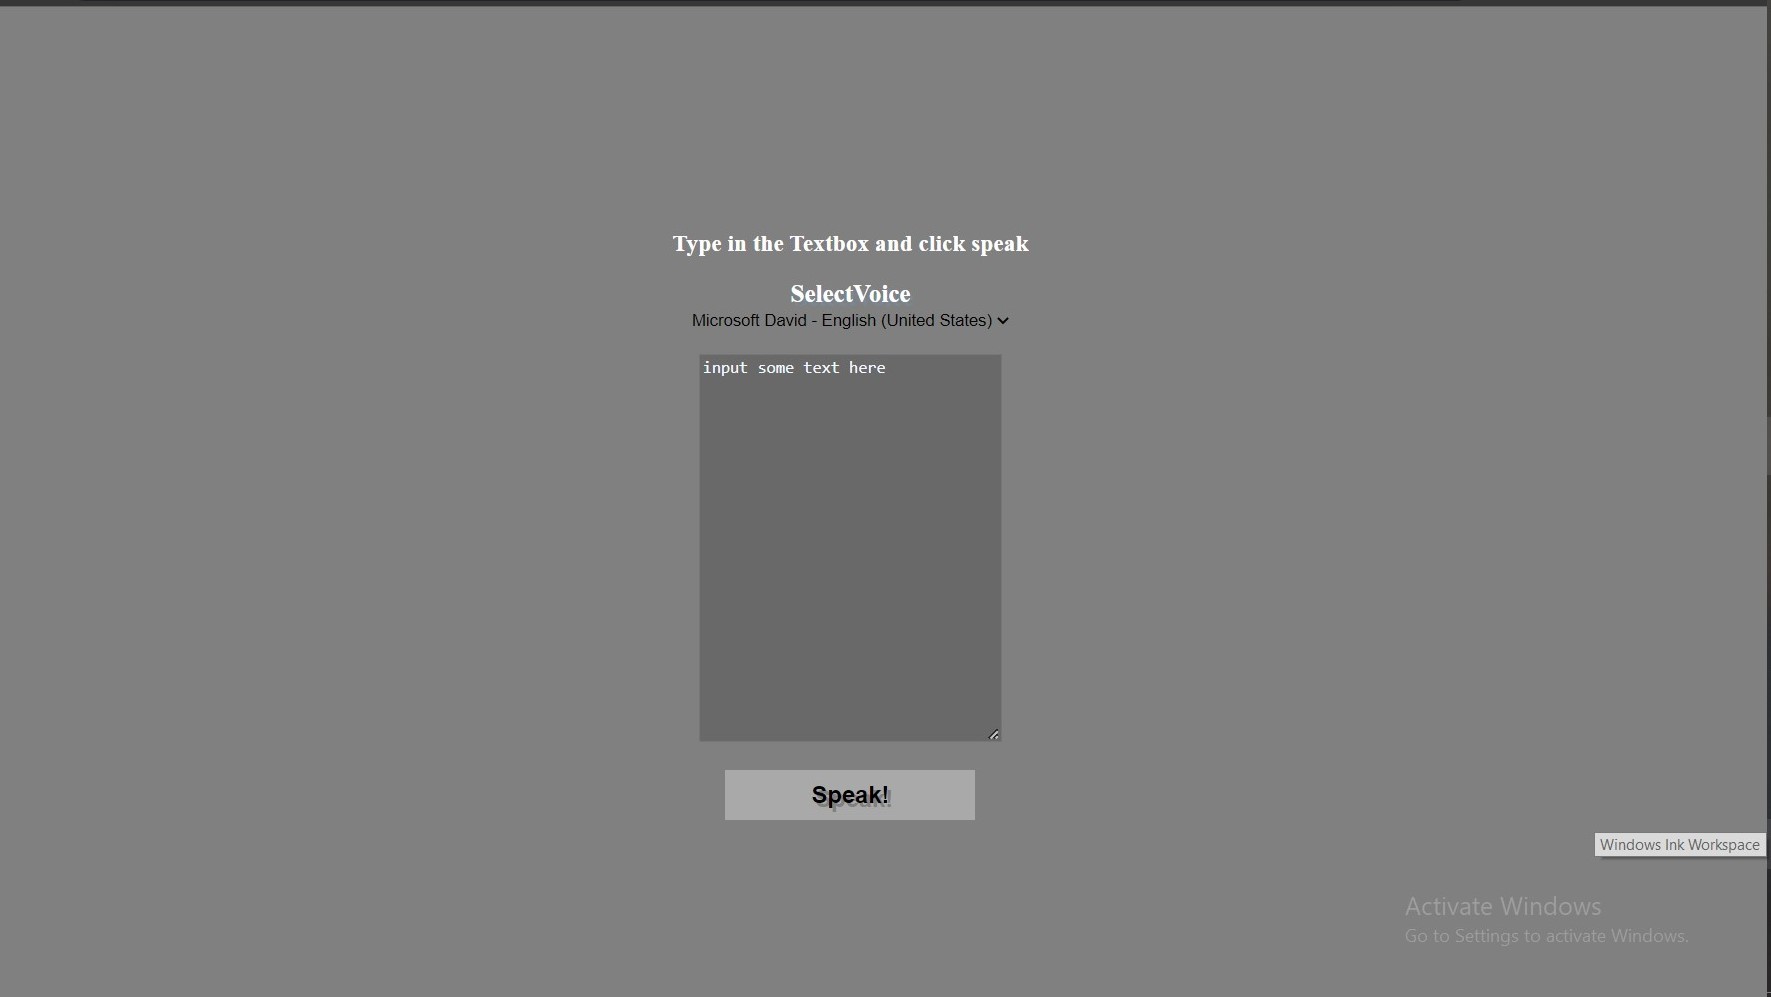 Type in the Textbox and click speak
SelectVoice
Microsoft David - English (United States)
input some text here
Speak!
Windows Ink Workspace
Activate Windows
Go to Settings to activate Windows.